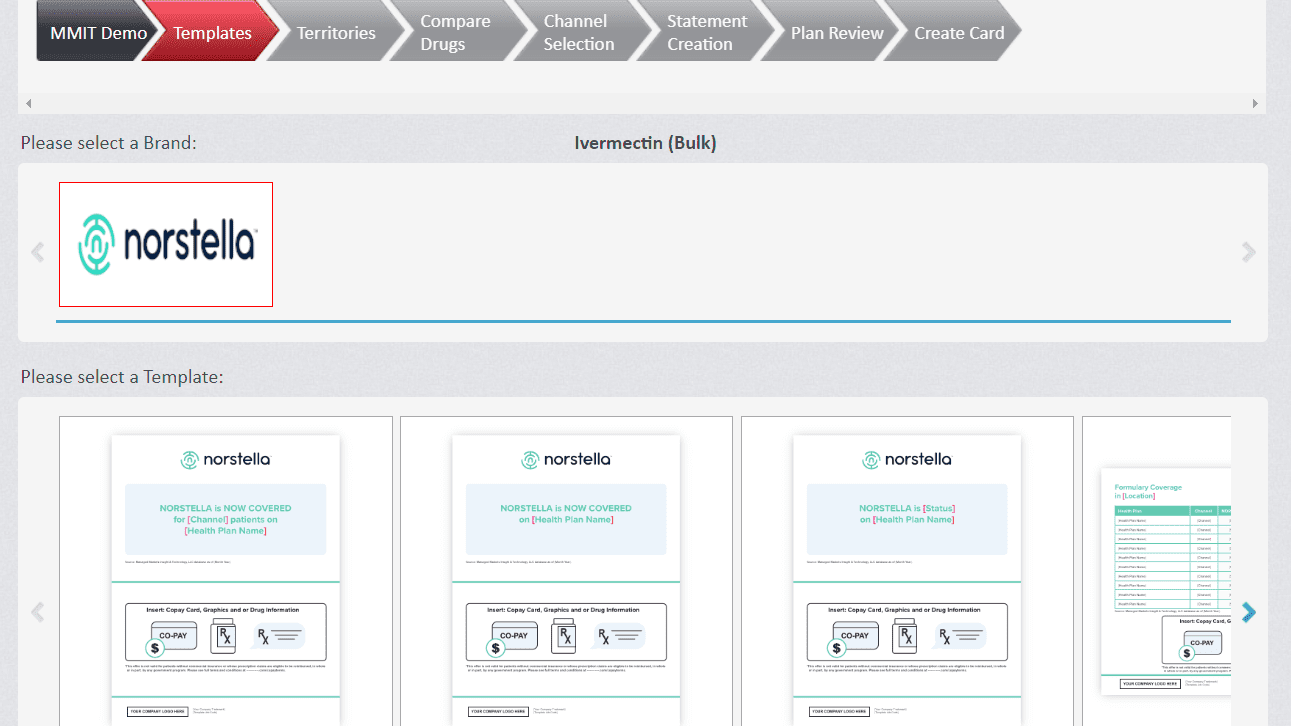 MMIT Demo
Templates
Territories
Compare
Drugs
Channel
Selection
Statement
Creation
Plan Review
Create Card
Please select a Brand:
Ivermectin (Bulk)
norstella
Please select a Template:
norstella
NORSTELLA is NOW COVERED
for [Channel] patients on
[Health Plan Name]
Insert: Copay Card, Graphics and or Drug Information
CO-PAY
$
Rx
Rx
YOUR COMPANY LOGO HERE
norstella
NORSTELLA is NOW COVERED
on [Health Plan Name]
Insert: Copay Card, Graphics and or Drug Information
CO-PAY
$
Rx
Rx
YOUR COMPANY LOGO HERE
norstella
NORSTELLA is [Status]
on [Health Plan Name]
Insert: Copay Card, Graphics and or Drug Information
CO-PAY
$
Rx
Rx
YOUR COMPANY LOGO HERE
Formulary Coverage
in [Location]
Health Plan Channel
[Health Plan Name] [Channel]
[Health Plan Name] [Channel]
[Health Plan Name] [Channel]
[Health Plan Name] [Channel]
[Health Plan Name] [Channel]
[Health Plan Name] [Channel]
[Health Plan Name] [Channel]
[Health Plan Name] [Channel]
[Health Plan Name] [Channel]
[Health Plan Name] [Channel]
Insert: Copay Card, G
CO-PAY
$
YOUR COMPANY LOGO HERE